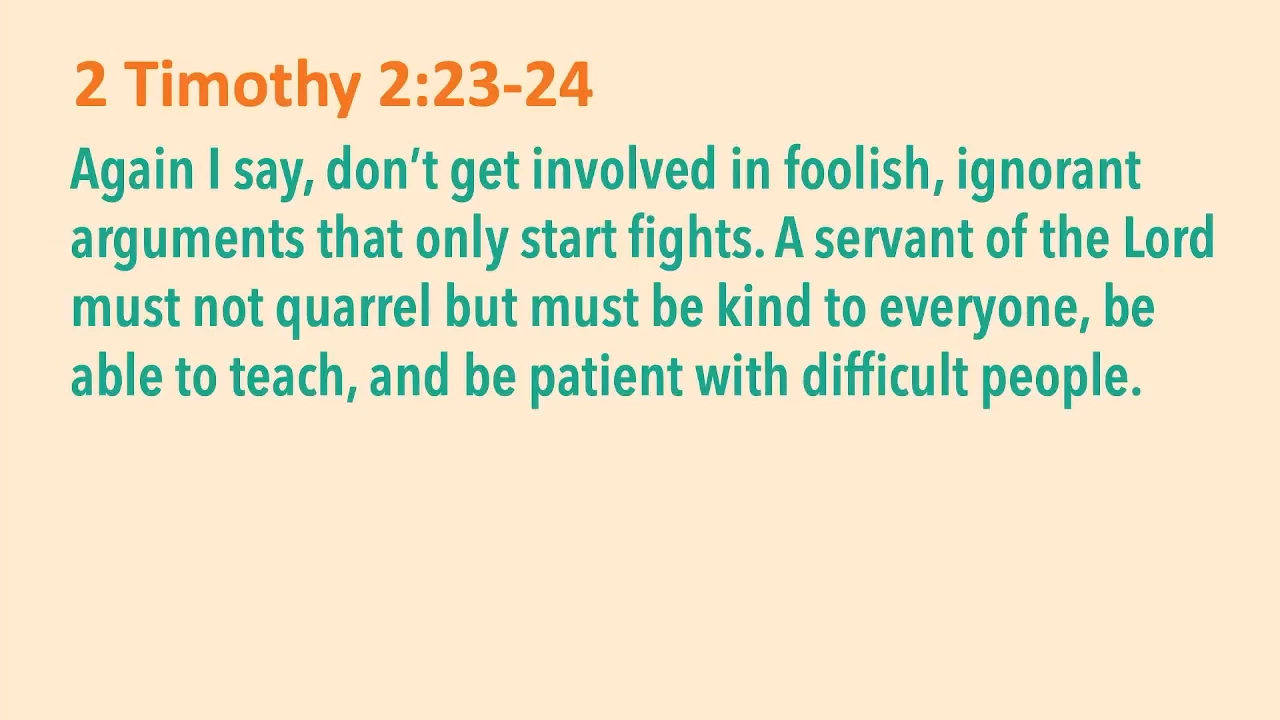 2 Timothy 2:23-24
Again I say, don’t get involved in foolish, ignorant
arguments that only start fights. A servant of the Lord
must not quarrel but must be kind to everyone, be
able to teach, and be patient with difficult people.